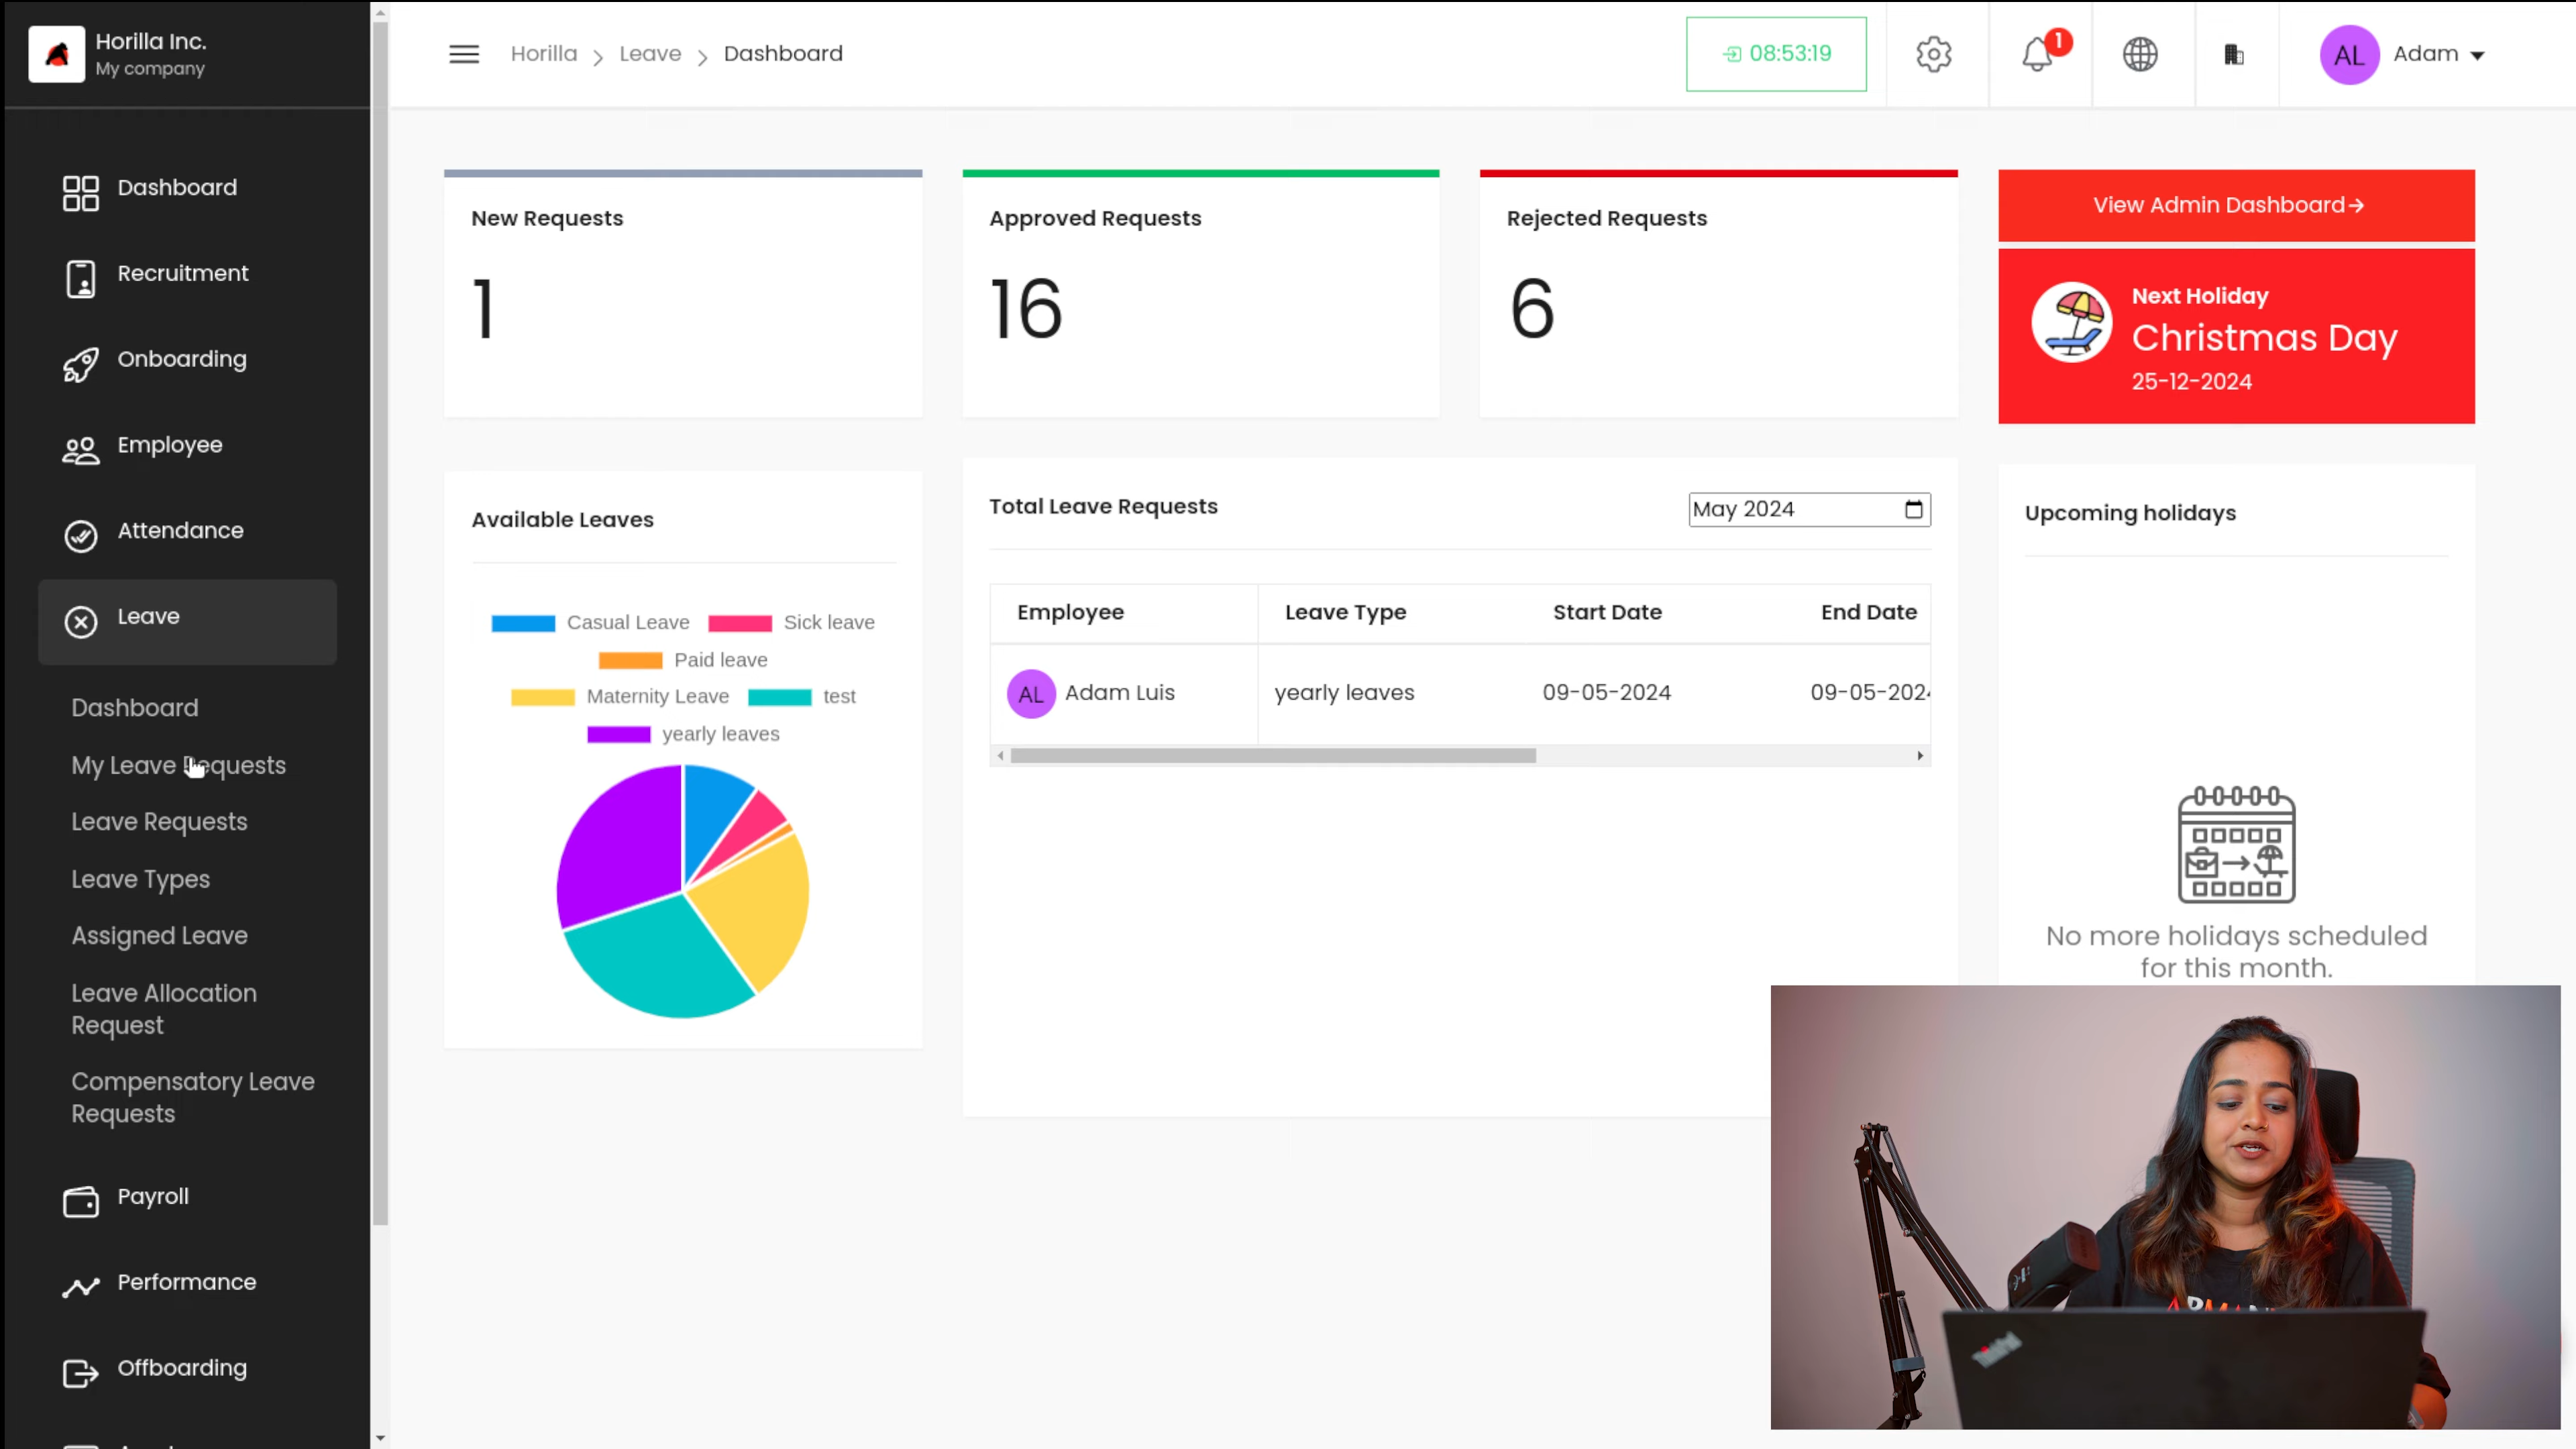 Horilla Inc.
My company
Dashboard
Recruitment
Onboarding
Employee
Attendance
Leave
Dashboard
My Leave Requests
Leave Requests
Leave Types
Assigned Leave
Leave Allocation
Request
Compensatory Leave
Requests
Payroll
Performance
Offboarding
Horilla > Leave > Dashboard
08:53:19
1
AL Adam
New Requests
1
Approved Requests
16
Rejected Requests
6
View Admin Dashboard→
Next Holiday
Christmas Day
25-12-2024
Available Leaves
Casual Leave Sick leave
Paid leave
Maternity Leave test
yearly leaves
Total Leave Requests
May 2024
Employee Leave Type Start Date End Date
AL Adam Luis yearly leaves 09-05-2024 09-05-2024
Upcoming holidays
No more holidays scheduled
for this month.